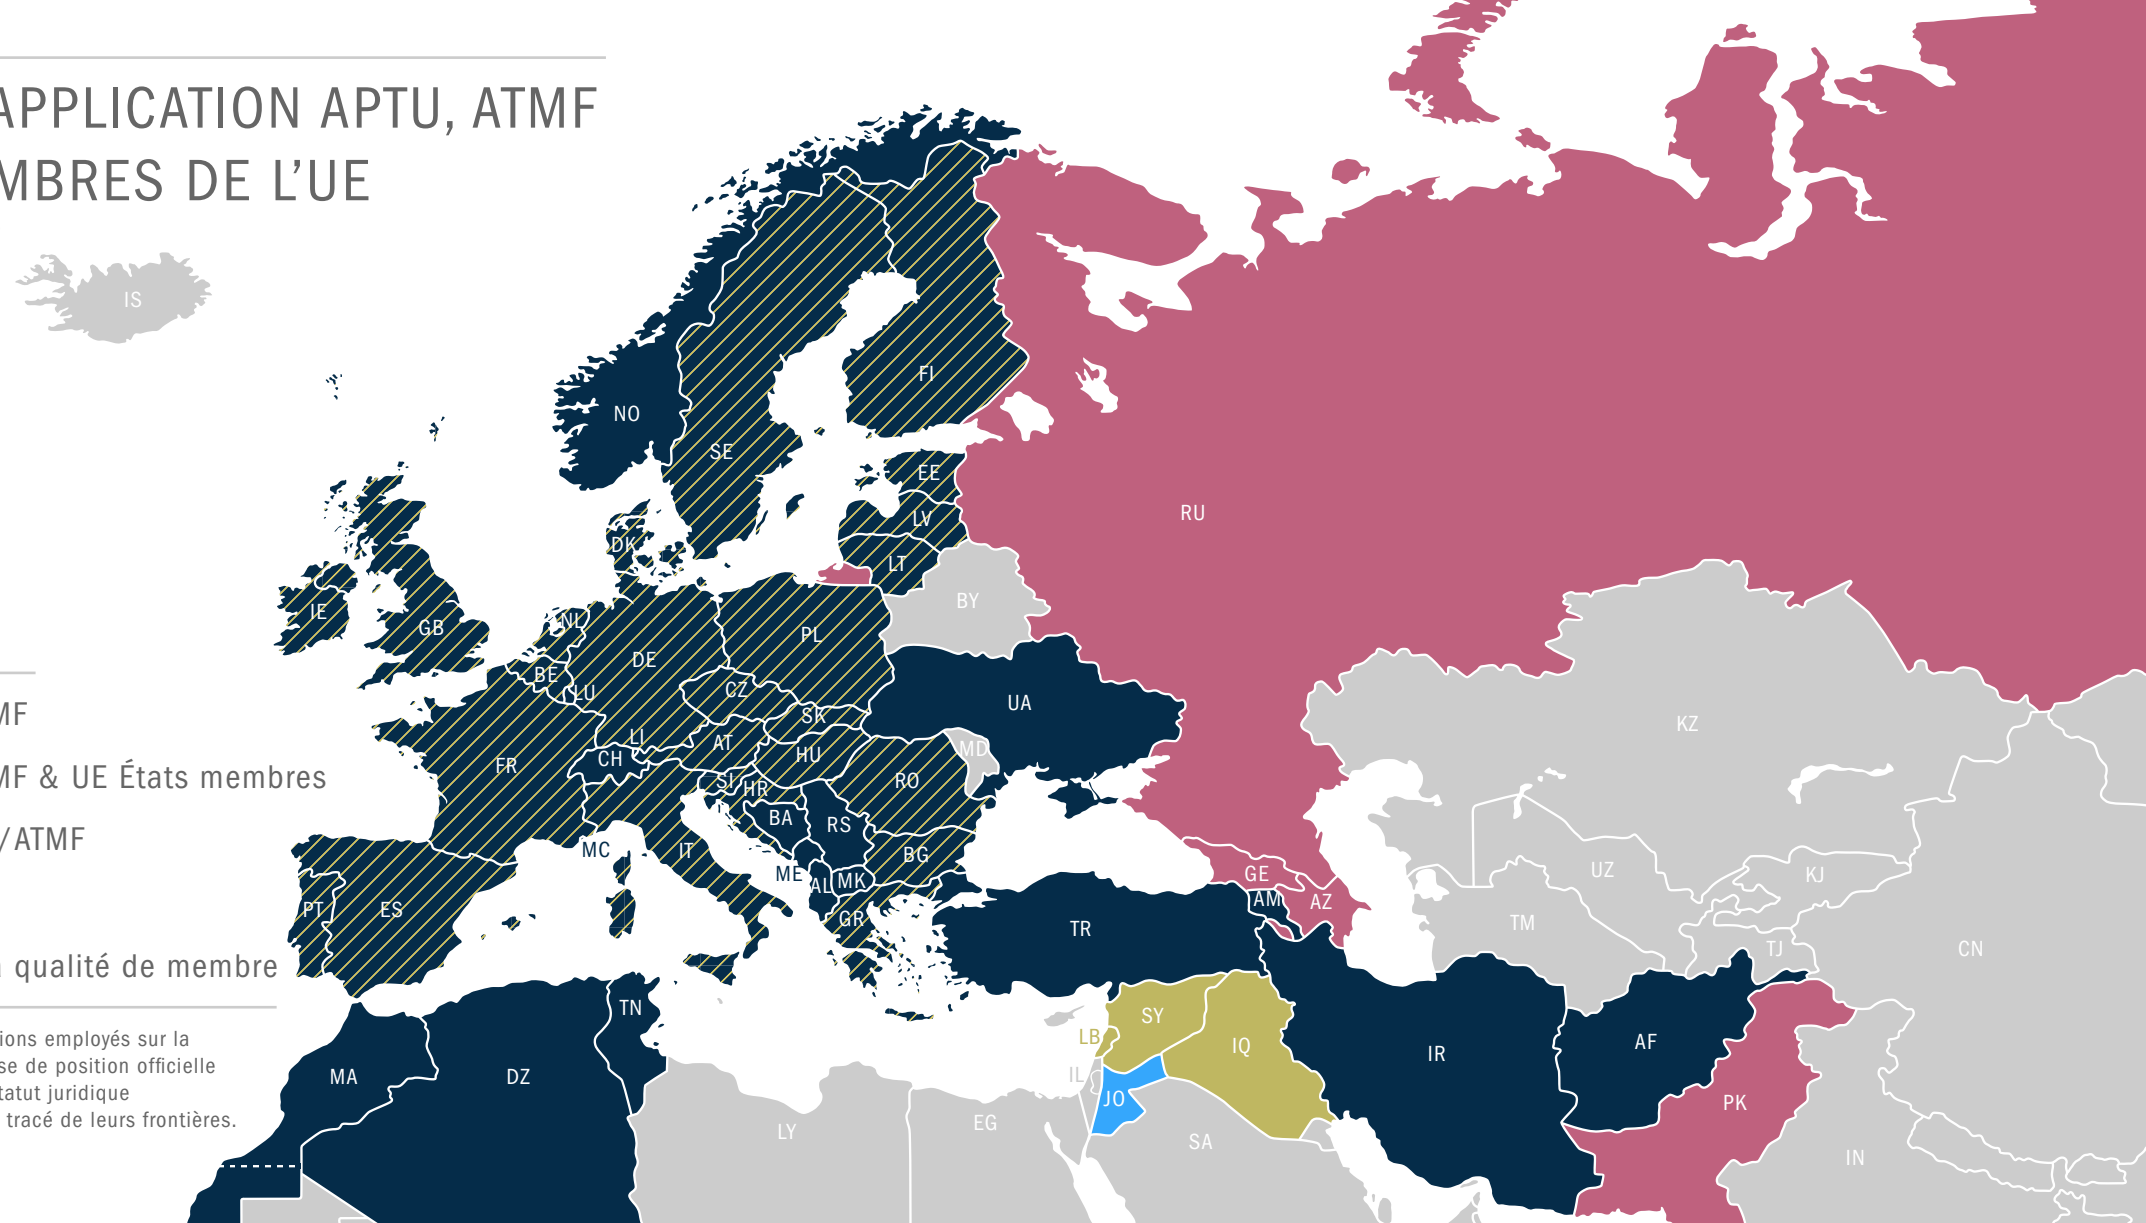 APPLICATION APTU, ATMF
MBRES DE L'UE
IS
NO
SE
FI
EE
LV
LT
DK
RU
BY
IE
GB
NL
BE
LU
DE
PL
CZ
SK
UA
KZ
MF
MF & UE États membres
/ATMF
qualité de membre
FR
LI
CH
AT
HU
MD
SI
HR
RO
BA
RS
MC
IT
BG
ME
AL
MK
GR
PT
ES
GE
AM
AZ
TR
UZ
KJ
TM
TJ
CN
TN
SY
LB
IQ
IR
AF
MA
DZ
IL
JO
PK
LY
EG
SA
IN
tions employés sur la
se de position officielle
tatut juridique
tracé de leurs frontières.